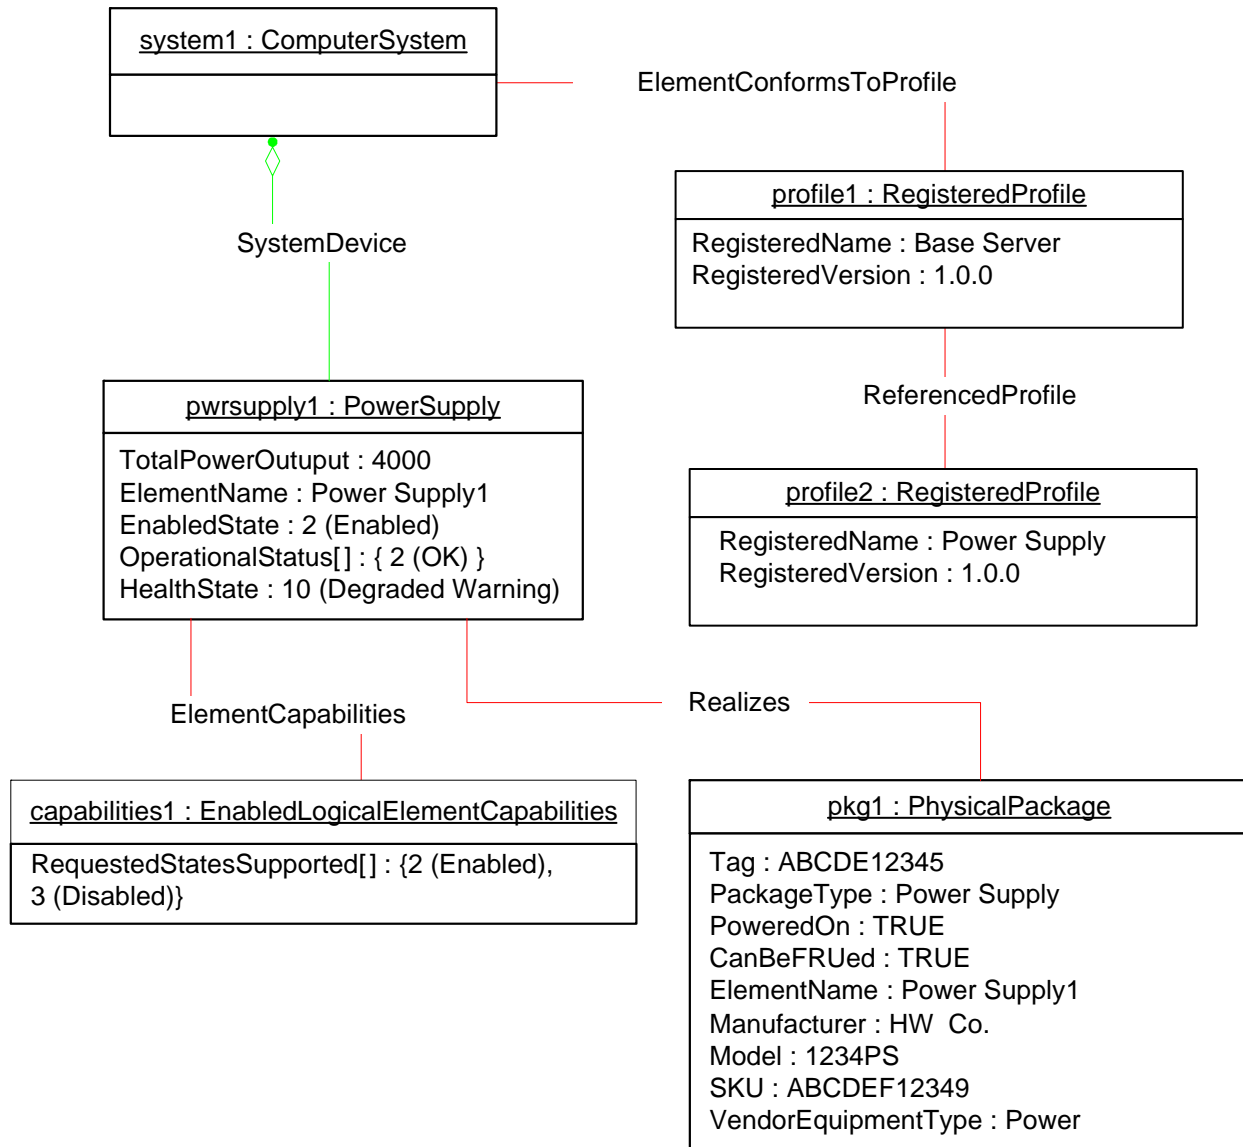 system1 : ComputerSystem
ElementConformsToProfile
profile1 : RegisteredProfile
RegisteredName : Base Server
RegisteredVersion : 1.0.0
SystemDevice
pwrsupply1 : PowerSupply
TotalPowerOutuput : 4000
ElementName : Power Supply1
EnabledState : 2 (Enabled)
OperationalStatus[] : { 2 (OK) }
HealthState : 10 (Degraded Warning)
ReferencedProfile
profile2 : RegisteredProfile
RegisteredName : Power Supply
RegisteredVersion : 1.0.0
ElementCapabilities
Realizes
capabilities1 : EnabledLogicalElementCapabilities
RequestedStatesSupported[] : {2 (Enabled),
3 (Disabled)}
pkg1 : PhysicalPackage
Tag : ABCDE12345
PackageType : Power Supply
PoweredOn : TRUE
CanBeFRUed : TRUE
ElementName : Power Supply1
Manufacturer : HW  Co.
Model : 1234PS
SKU : ABCDEF12349
VendorEquipmentType : Power